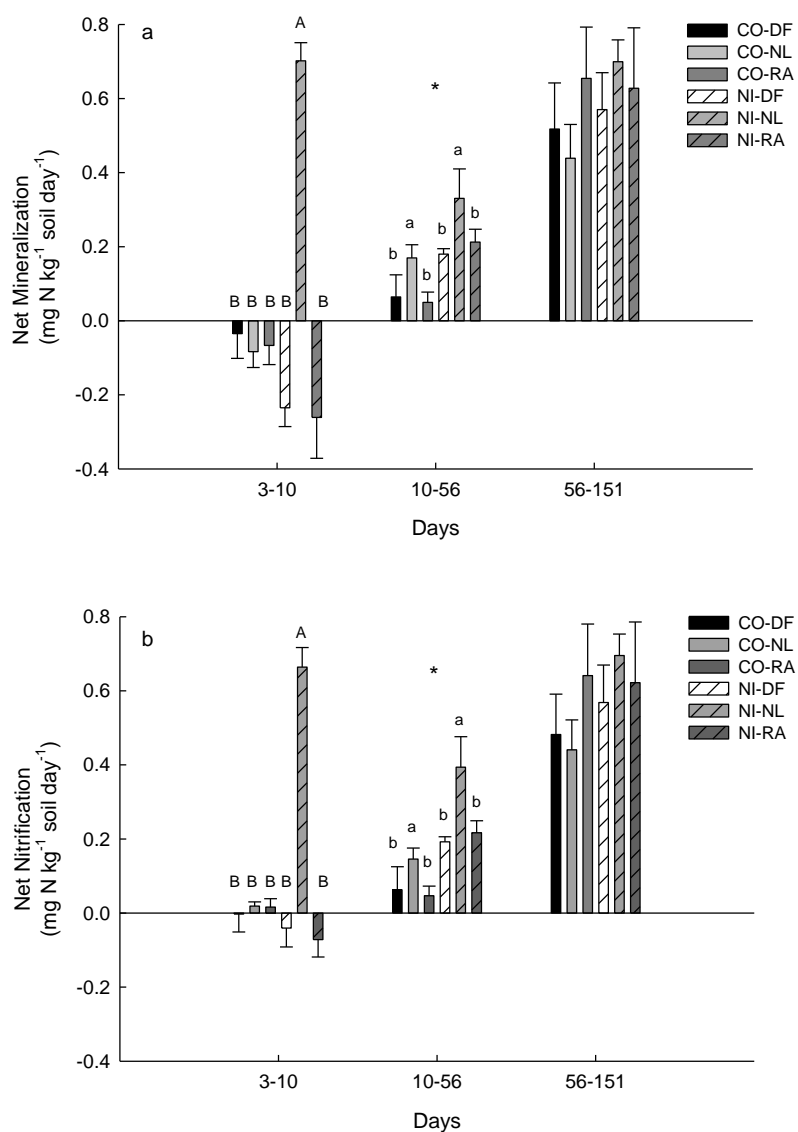 a
CO-DF
CO-NL
CO-RA
NI-DF
NI-NL
NI-RA
Net Mineralization
(mg N kg⁻¹ soil day⁻¹)
0.8
0.6
0.4
0.2
0.0
-0.2
-0.4
B B B B A B
*
b a b b a b
3-10 10-56 56-151
Days
b
CO-DF
CO-NL
CO-RA
NI-DF
NI-NL
NI-RA
Net Nitrification
(mg N kg⁻¹ soil day⁻¹)
0.8
0.6
0.4
0.2
0.0
-0.2
-0.4
B B B B A B
*
b a b b a b
3-10 10-56 56-151
Days